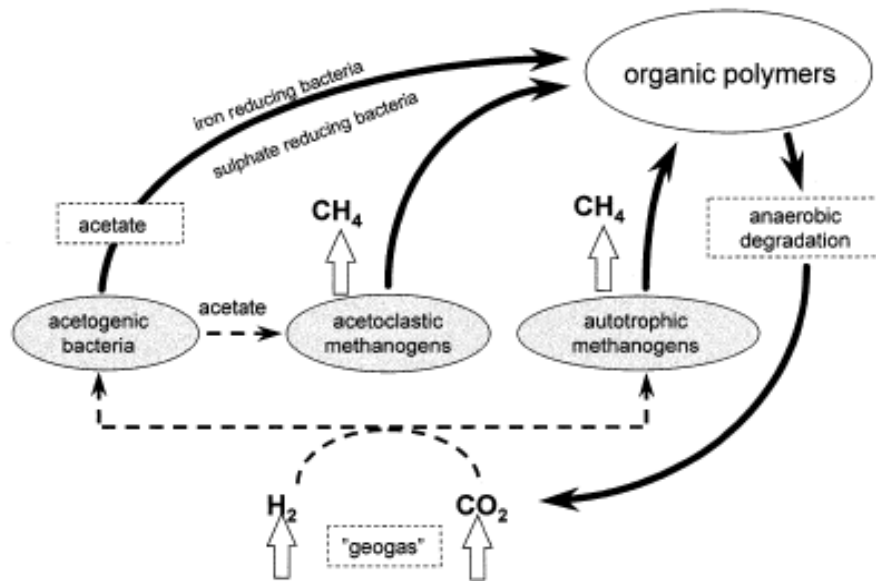 organic polymers
iron reducing bacteria
sulphate reducing bacteria
acetate
CH₄
CH₄
anaerobic
degradation
acetogenic
bacteria
acetate
acetoclastic
methanogens
autotrophic
methanogens
H₂
CO₂
"geogas"